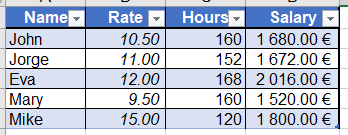 Name Rate Hours Salary
John 10.50 160 1 680.00 €
Jorge 11.00 152 1 672.00 €
Eva 12.00 168 2 016.00 €
Mary 9.50 160 1 520.00 €
Mike 15.00 120 1 800.00 €